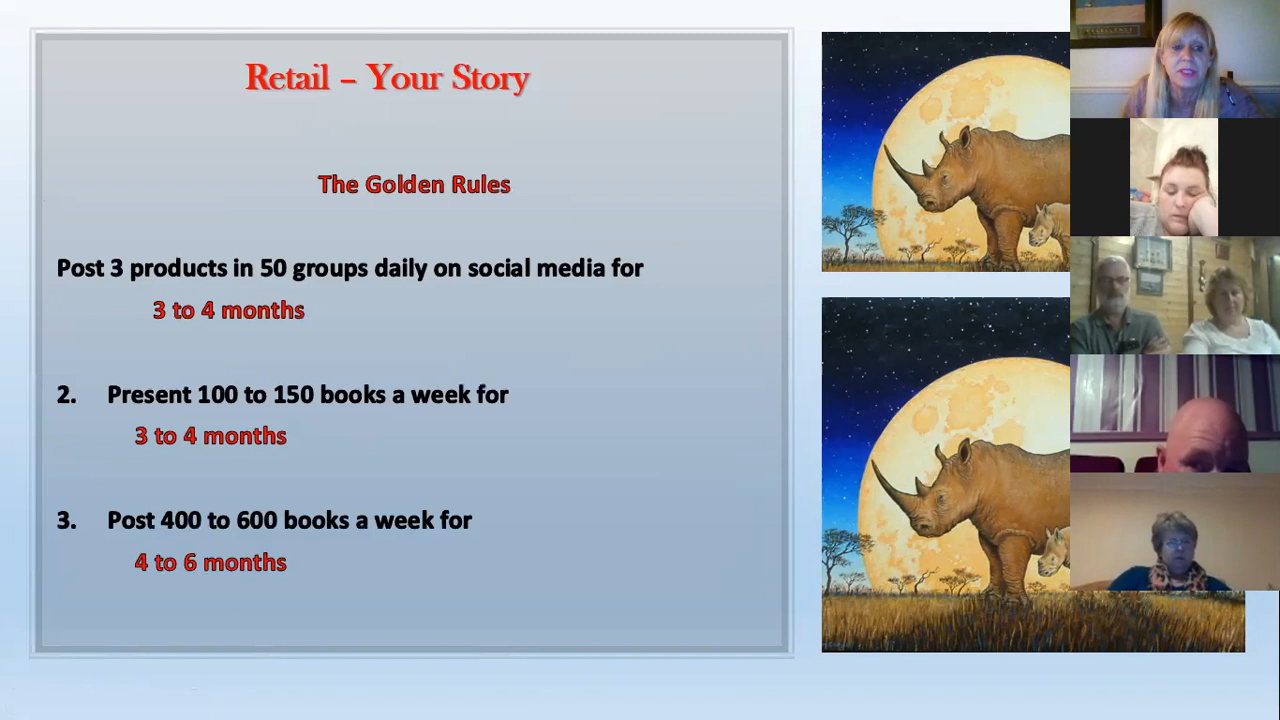 Retail – Your Story
The Golden Rules
Post 3 products in 50 groups daily on social media for
3 to 4 months
2. Present 100 to 150 books a week for
3 to 4 months
3. Post 400 to 600 books a week for
4 to 6 months